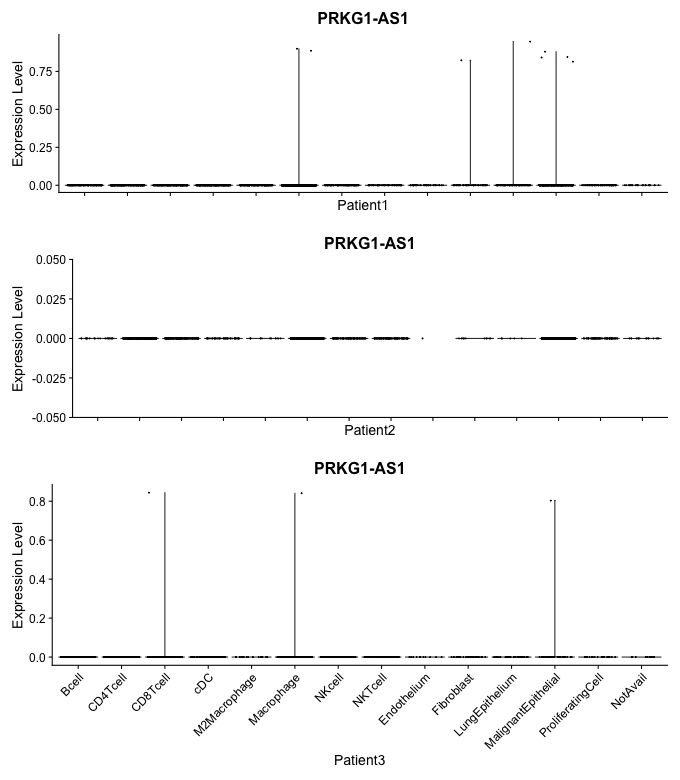 PRKG1-AS1
Expression Level
0.75
0.50
0.25
0.00
Patient1
PRKG1-AS1
Expression Level
0.050
0.025
0.000
-0.025
-0.050
Patient2
PRKG1-AS1
Expression Level
0.8
0.6
0.4
0.2
0.0
Bcell
CD4Tcell
CD8Tcell
cDC
M2Macrophage
Macrophage
NKcell
NKTcell
Endothelium
Fibroblast
LungEpithelium
MalignantEpithelial
ProliferatingCell
NotAvail
Patient3